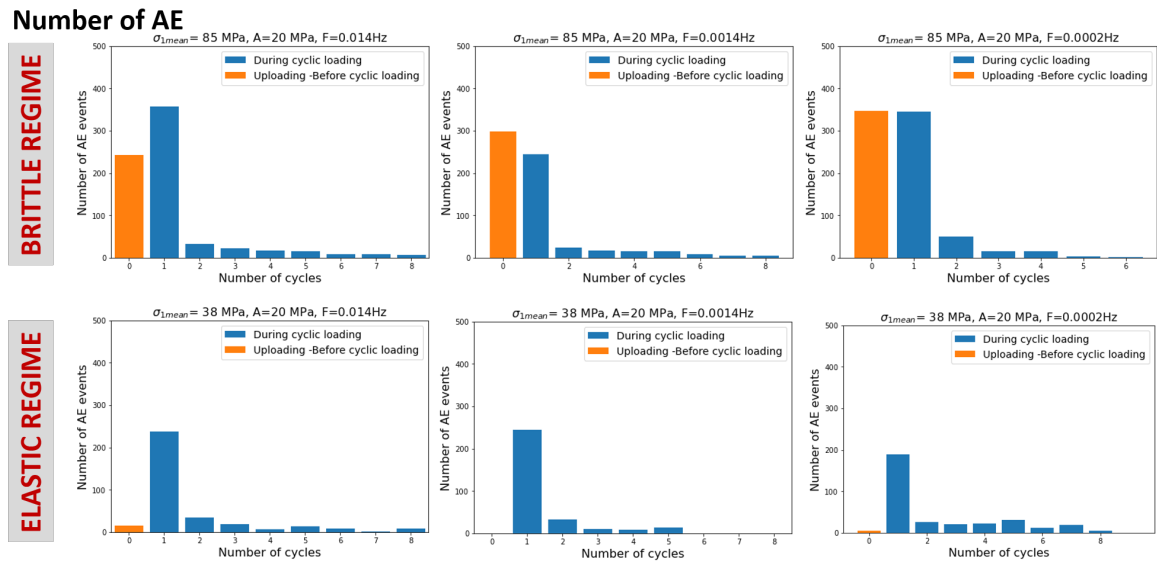 Number of AE
BRITTLE REGIME
σ1mean= 85 MPa, A=20 MPa, F=0.014Hz
During cyclic loading
Uploading -Before cyclic loading
Number of AE events
500
400
300
200
100
0
0 1 2 3 4 5 6 7 8
Number of cycles
σ1mean= 85 MPa, A=20 MPa, F=0.0014Hz
During cyclic loading
Uploading -Before cyclic loading
Number of AE events
500
400
300
200
100
0
0 2 4 6 8
Number of cycles
σ1mean= 85 MPa, A=20 MPa, F=0.0002Hz
During cyclic loading
Uploading -Before cyclic loading
Number of AE events
500
400
300
200
100
0
0 1 2 3 4 5 6
Number of cycles
ELASTIC REGIME
σ1mean= 38 MPa, A=20 MPa, F=0.014Hz
During cyclic loading
Uploading -Before cyclic loading
Number of AE events
500
400
300
200
100
0
0 1 2 3 4 5 6 7 8
Number of cycles
σ1mean= 38 MPa, A=20 MPa, F=0.0014Hz
During cyclic loading
Uploading -Before cyclic loading
Number of AE events
500
400
300
200
100
0
0 1 2 3 4 5 6 7 8
Number of cycles
σ1mean= 38 MPa, A=20 MPa, F=0.0002Hz
During cyclic loading
Uploading -Before cyclic loading
Number of AE events
500
400
300
200
100
0
0 2 4 6 8
Number of cycles